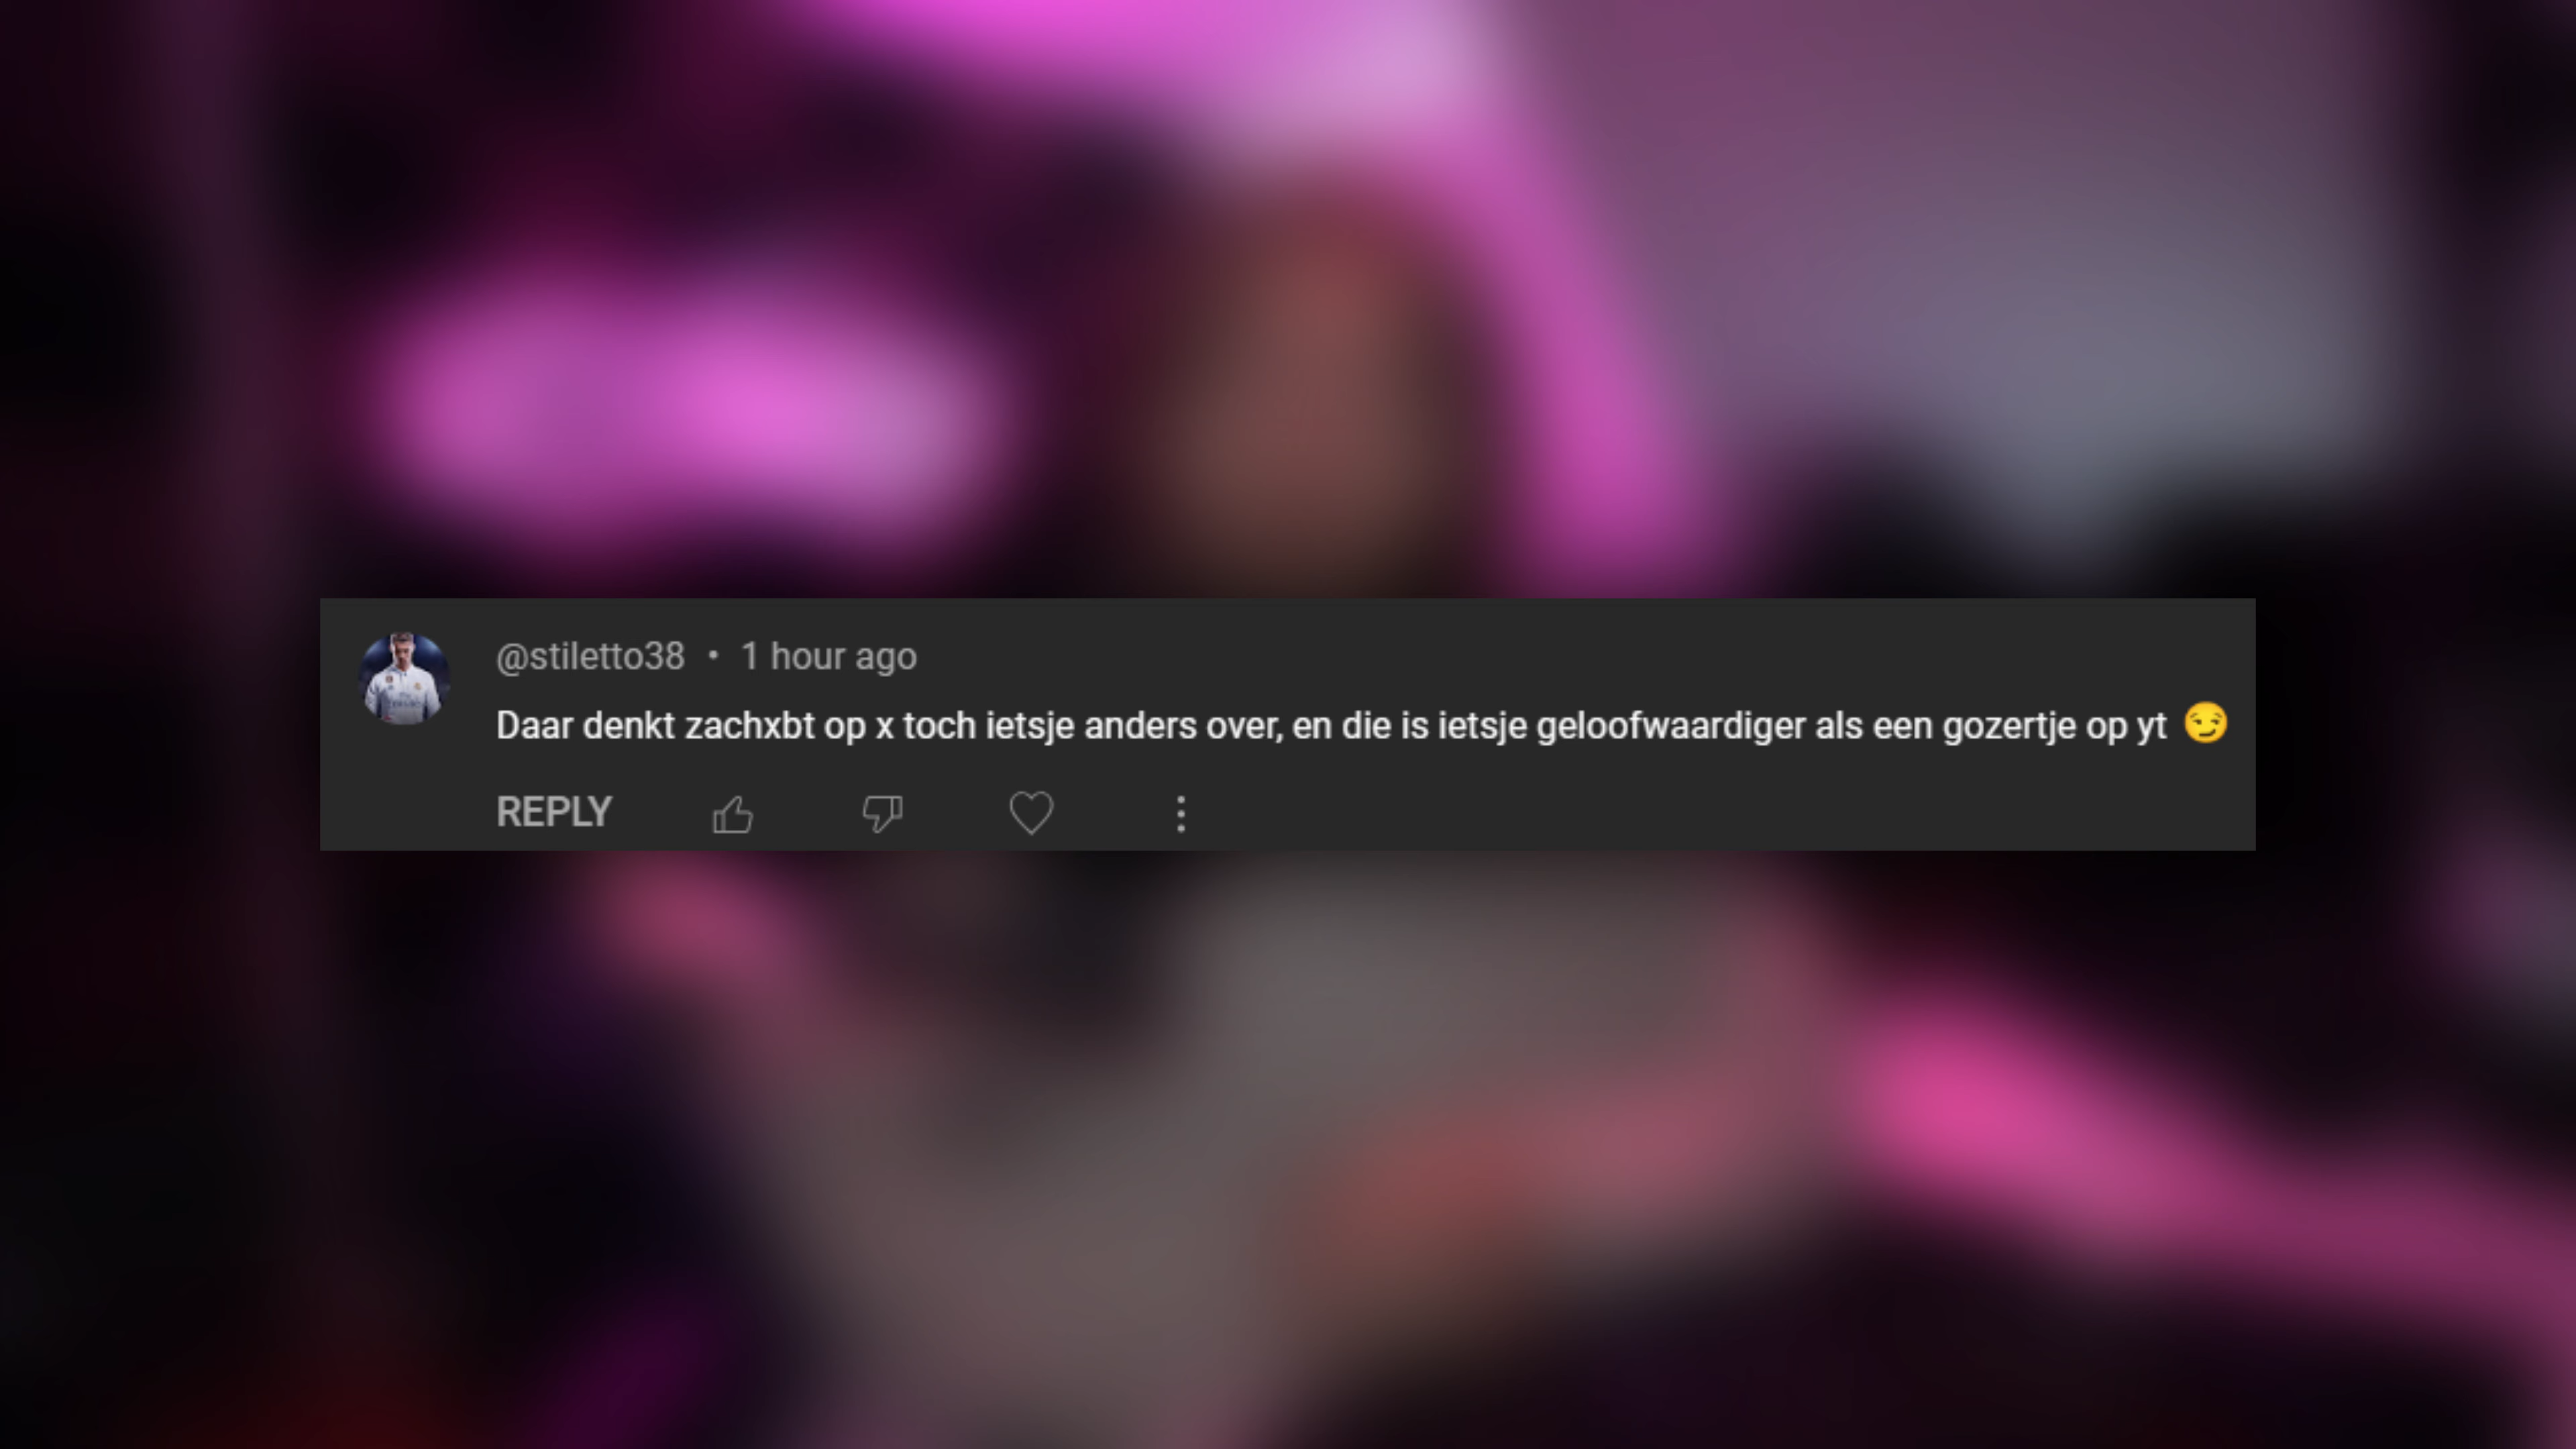 @stiletto38 • 1 hour ago
Daar denkt zachxbt op x toch ietsje anders over, en die is ietsje geloofwaardiger als een gozertje op yt 😏
REPLY